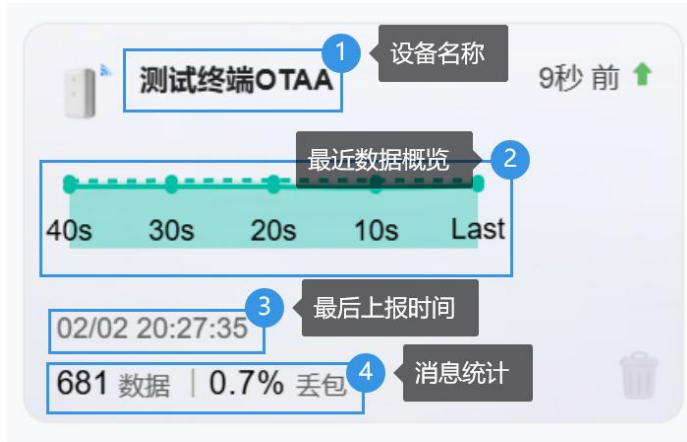 测试终端OTAA
1
设备名称
9秒 前
最近数据概览
2
40s 30s 20s 10s Last
3
最后上报时间
02/02 20:27:35
681 数据 | 0.7% 丢包
4
消息统计